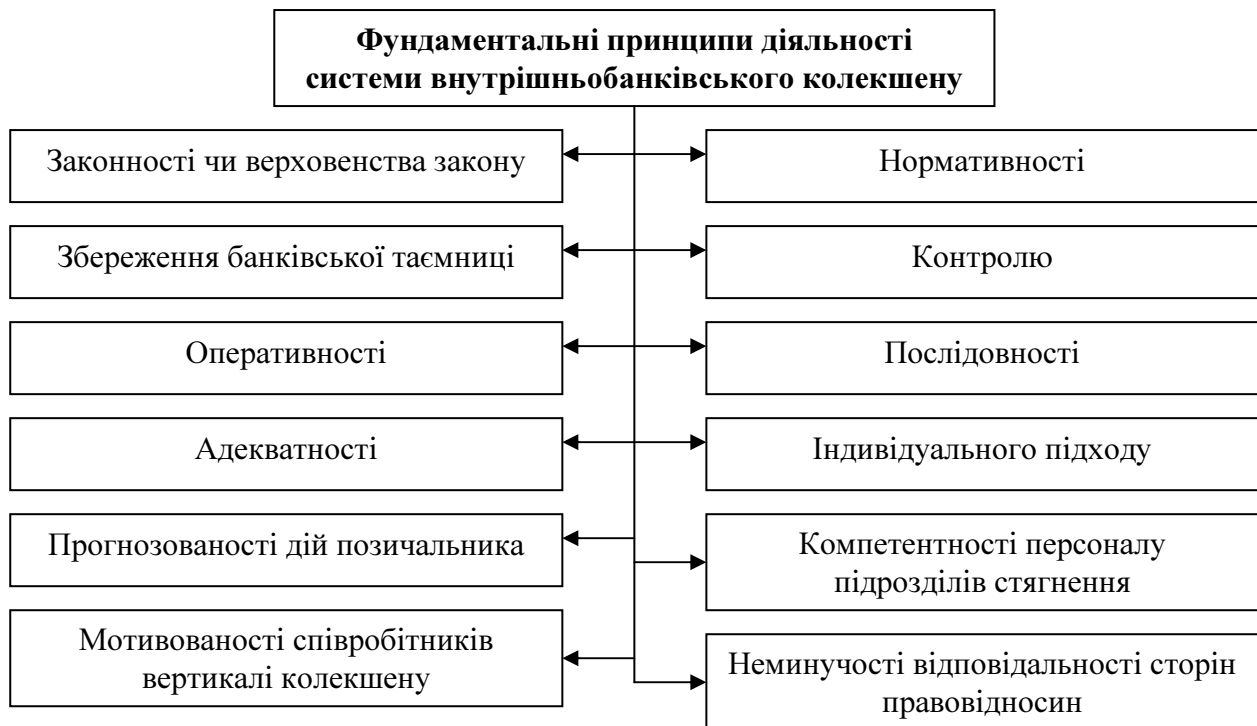 Фундаментальні принципи діяльності
системи внутрішньобанківського колекшену
Законності чи верховенства закону
Нормативності
Збереження банківської таємниці
Контролю
Оперативності
Послідовності
Адекватності
Індивідуального підходу
Прогнозованості дій позичальника
Компетентності персоналу
підрозділів стягнення
Мотивованості співробітників
вертикалі колекшену
Неминучості відповідальності сторін
правовідносин